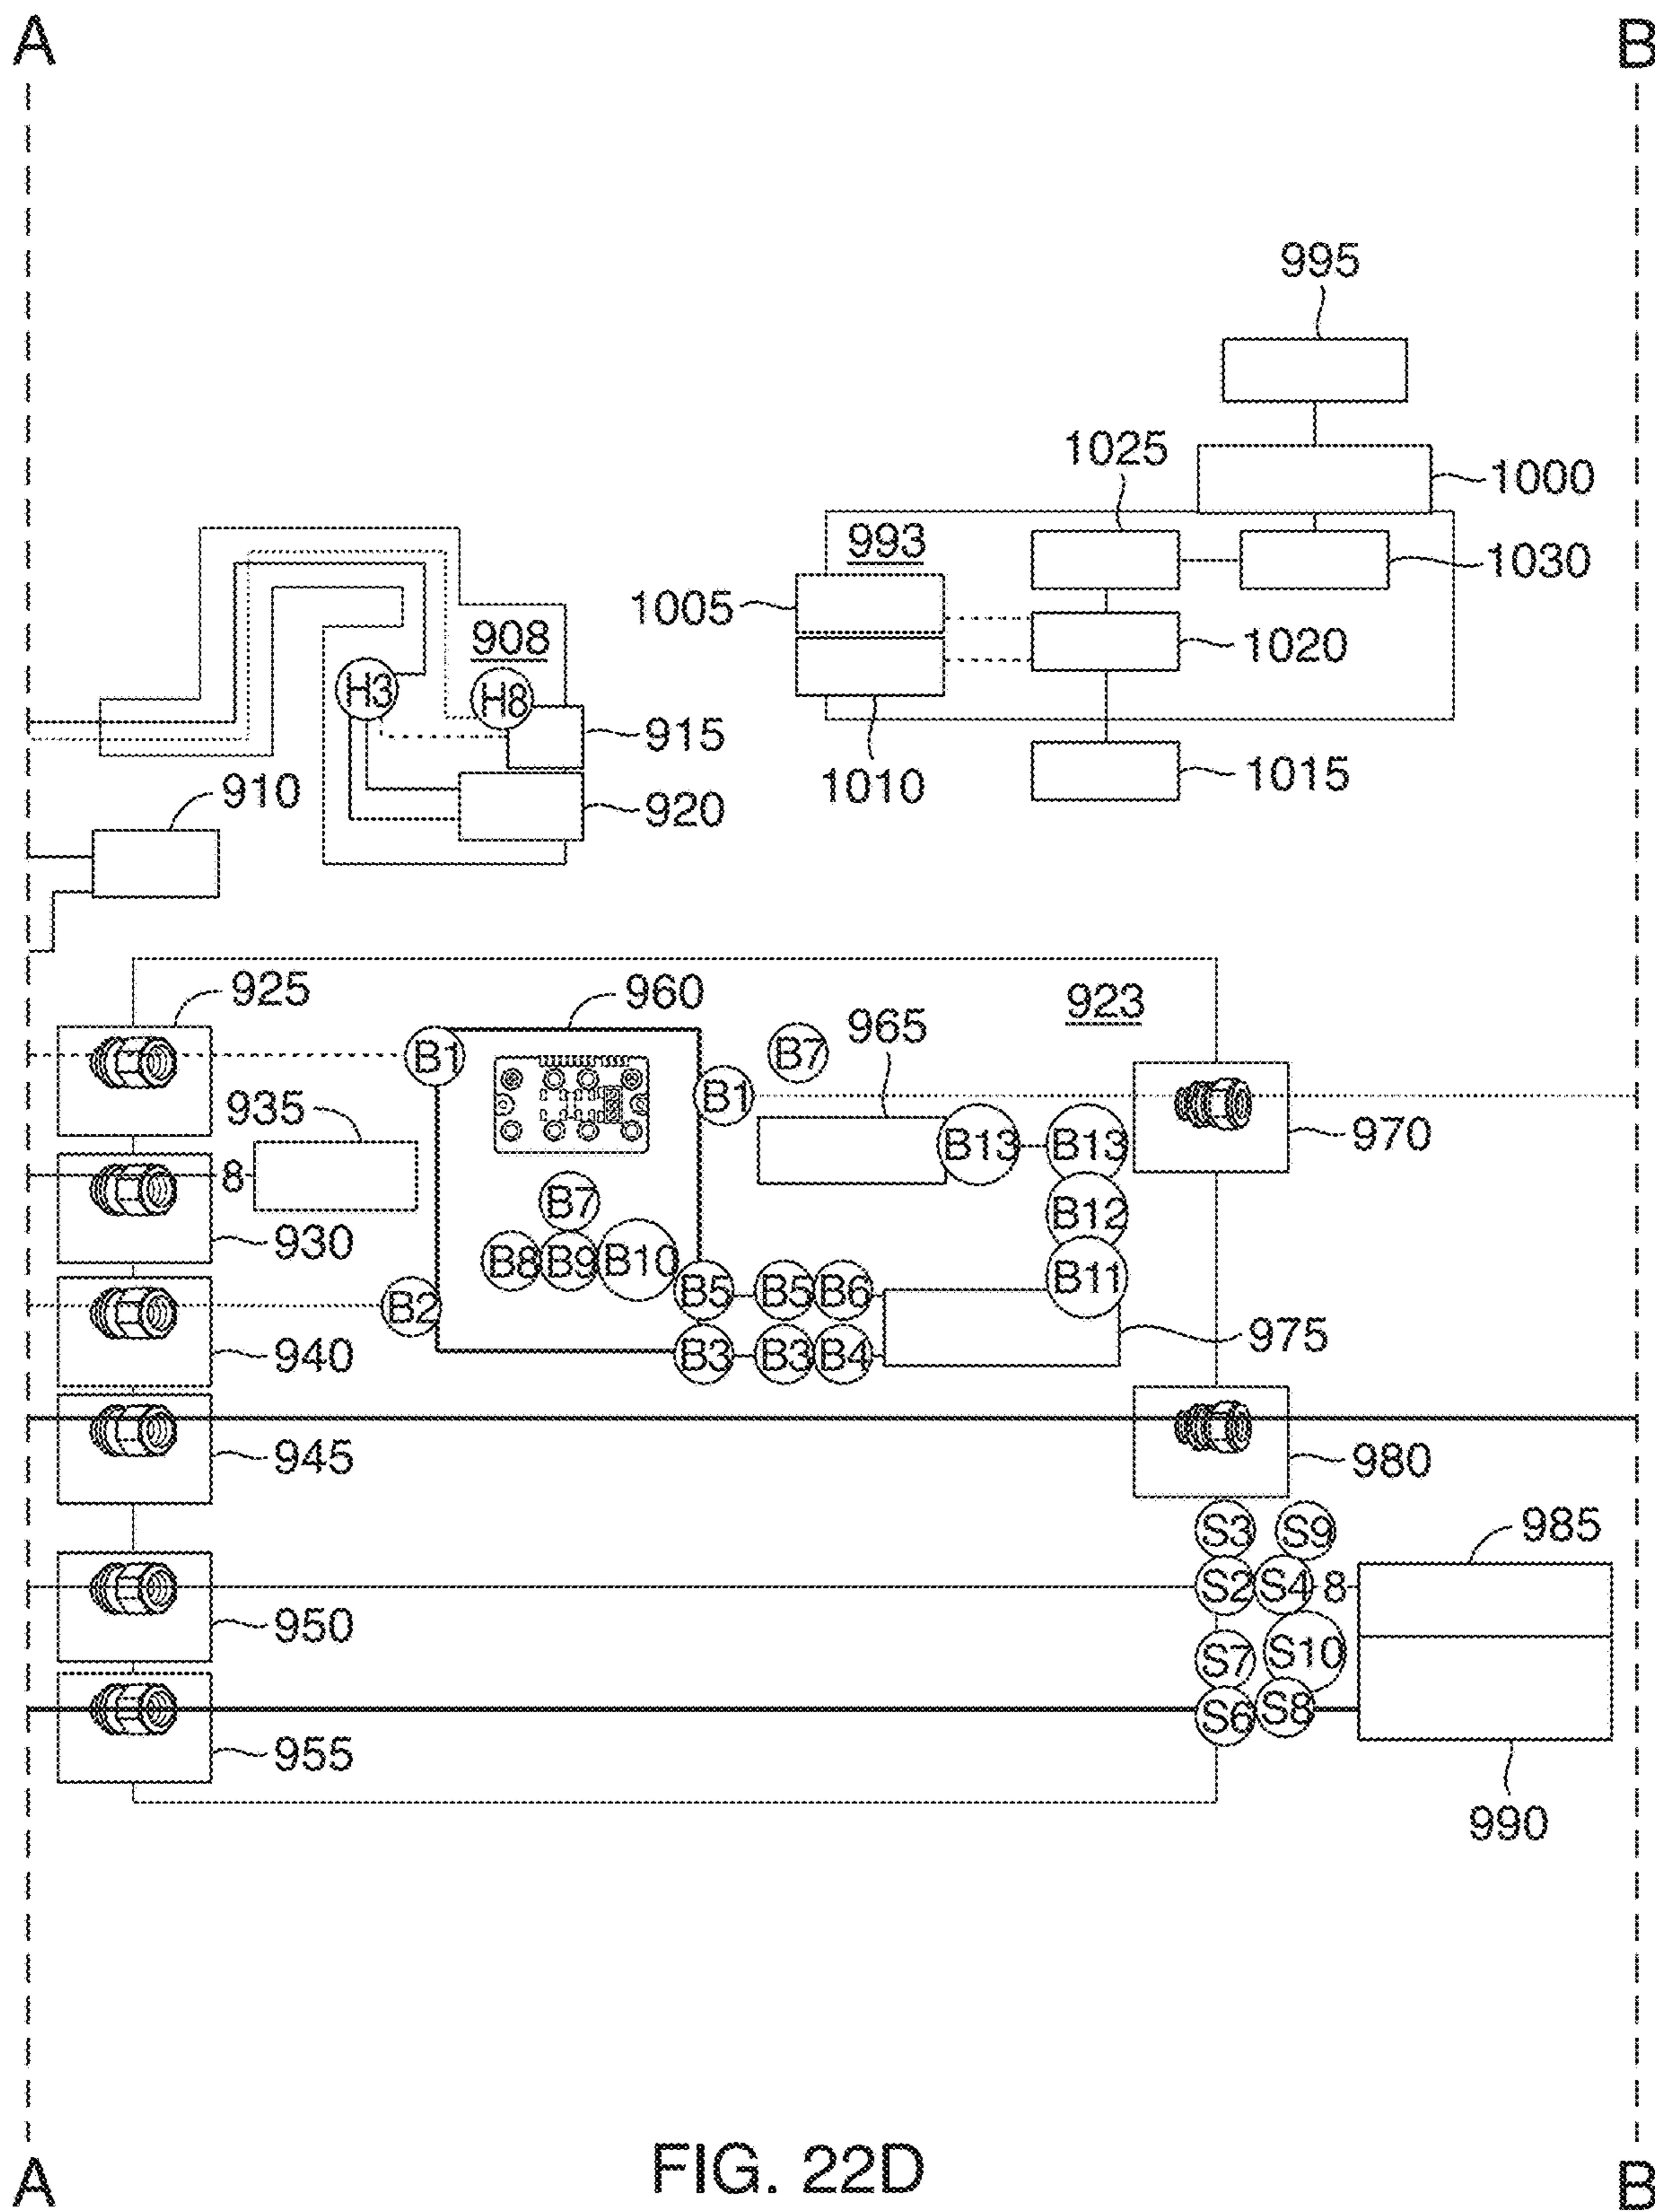 A B
995
1025
1000
993
1030
1005
908
1020
H3 H8
915
1010 1015
910
920
925 960 923
965
B1 B7
B1
935
B13 B13 970
8
B7 B12
930
B8 B9 B10 B11
B2 B5 B5 B6
975
940 B3 B3 B4
945 980
S3 S9 985
S2 S4 8
950
S7 S10
S6 S8
955
990
FIG. 22D
A B